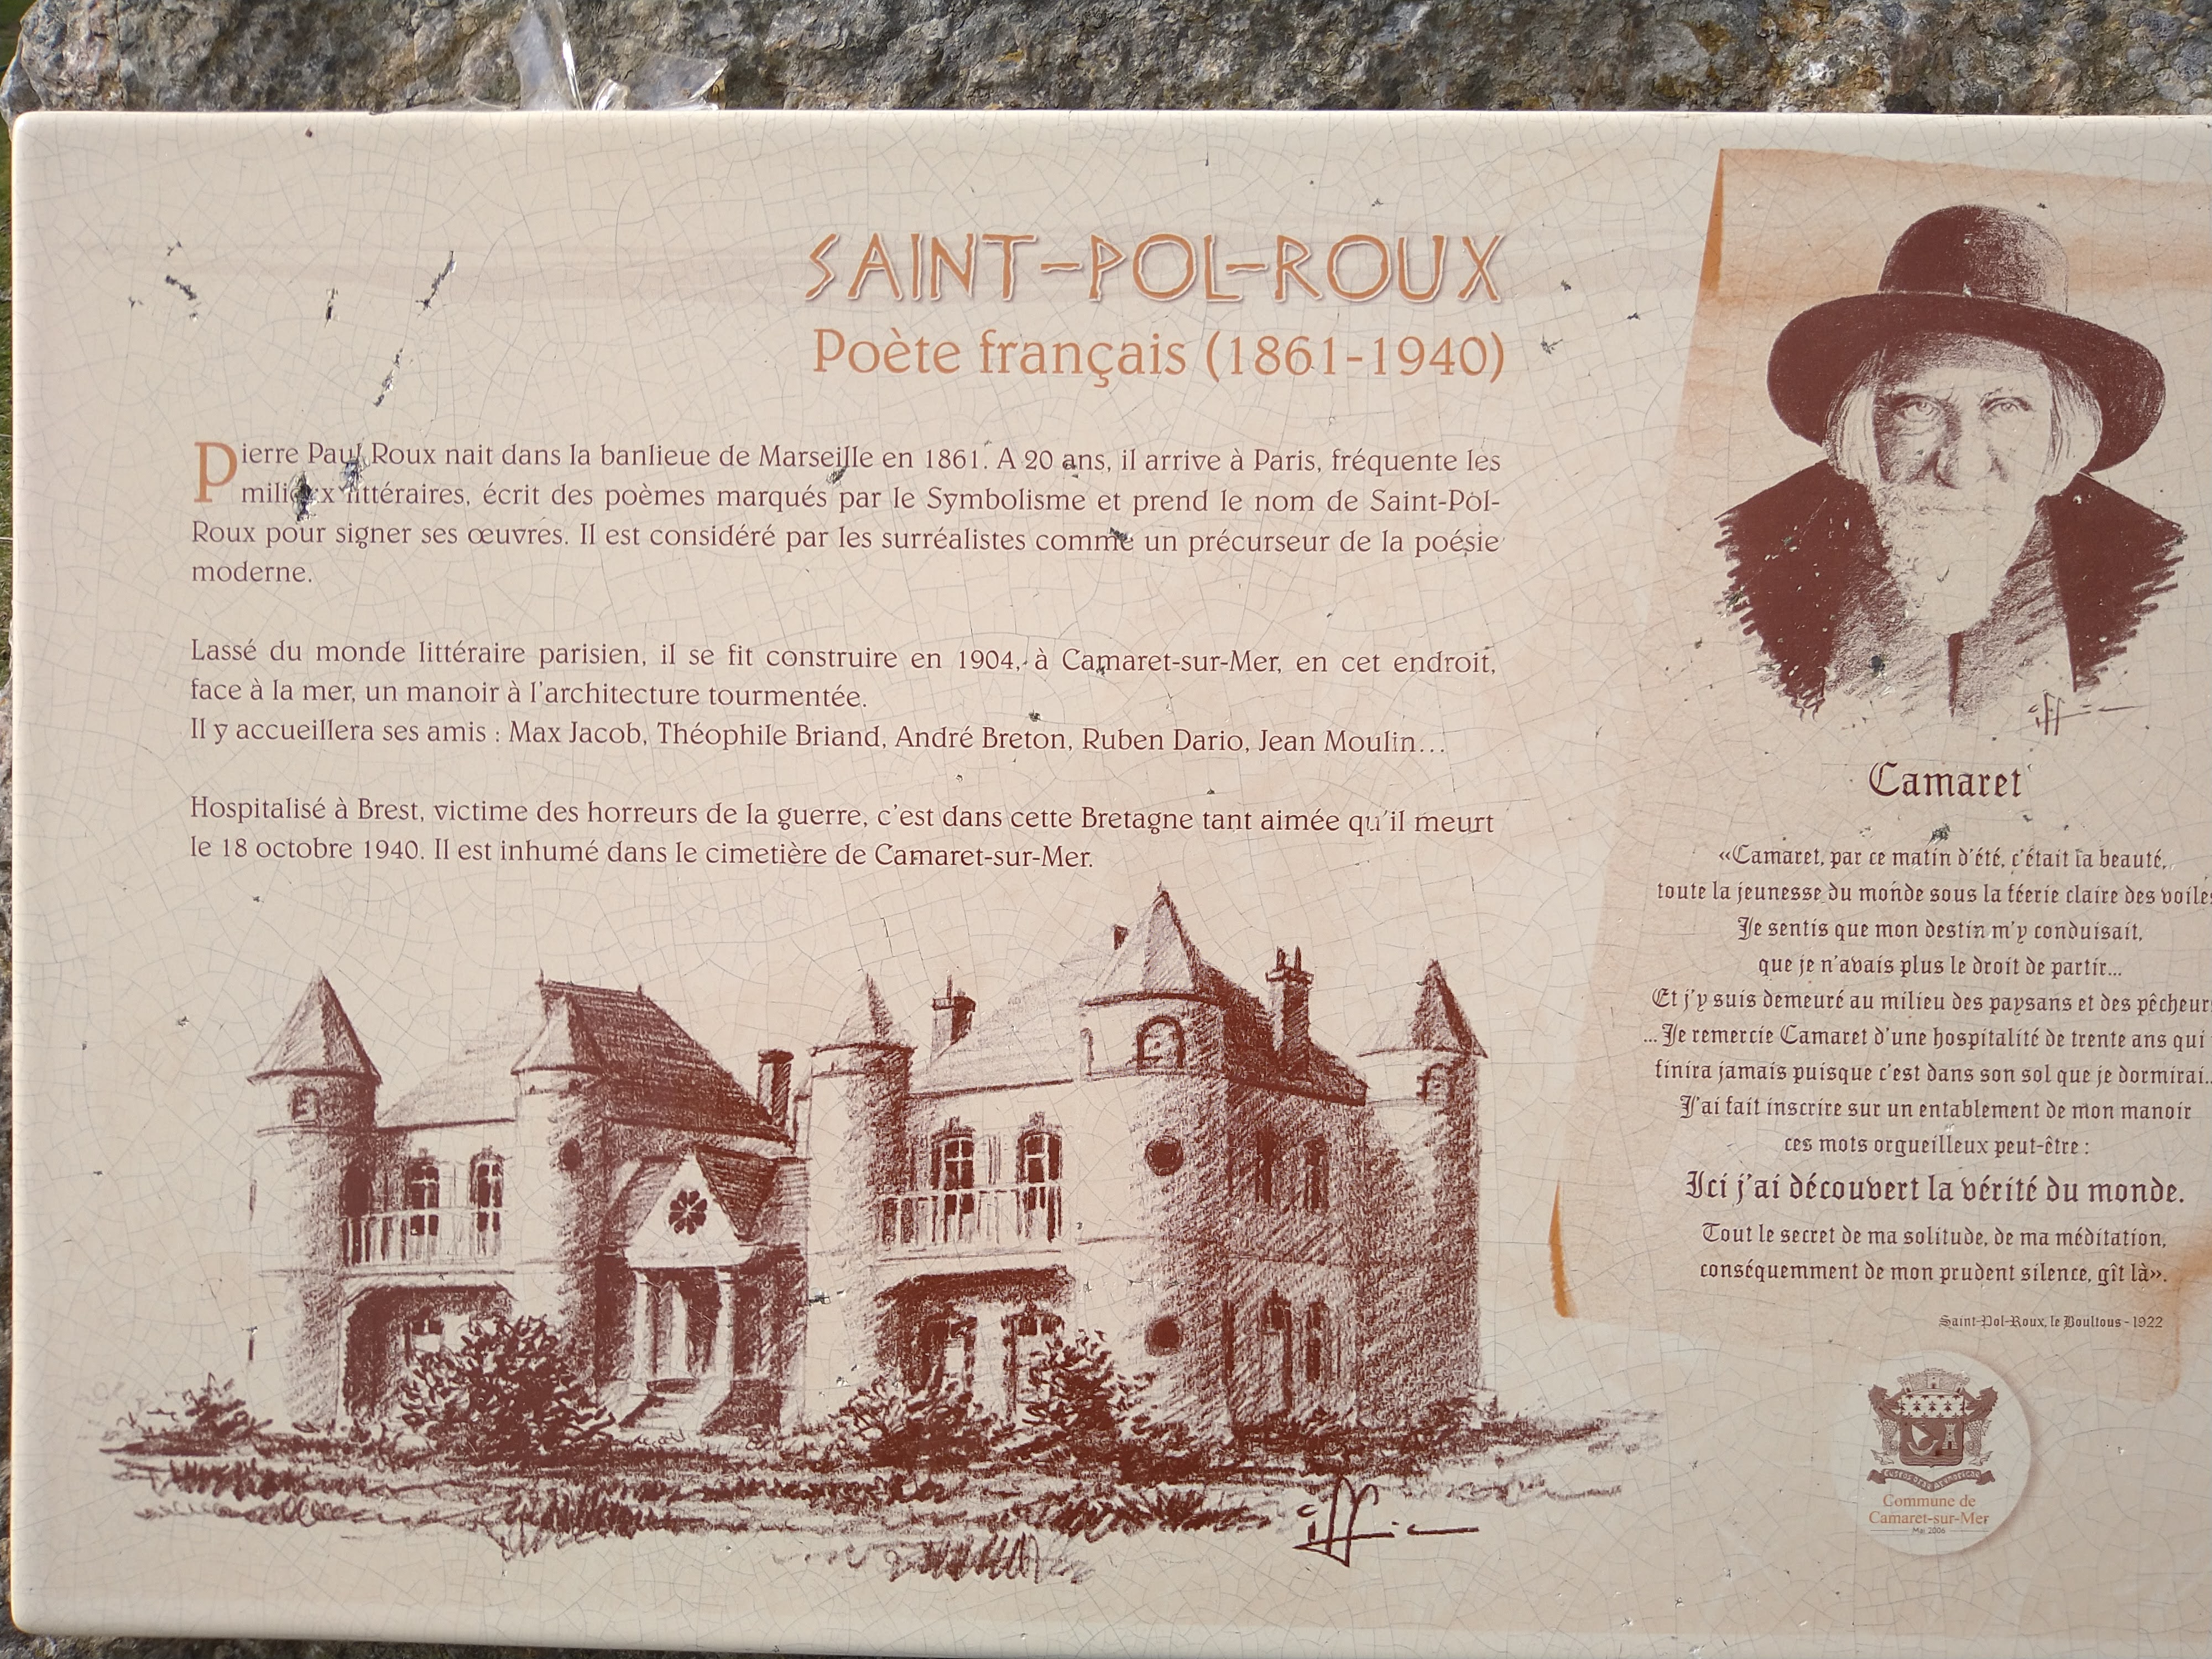 SAINT-POL-ROUX
Poète français (1861-1940)
Pierre Paul Roux nait dans la banlieue de Marseille en 1861. A 20 ans, il arrive à Paris, fréquente les
milieux littéraires, écrit des poèmes marqués par le Symbolisme et prend le nom de Saint-Pol-
Roux pour signer ses œuvres. Il est considéré par les surréalistes comme un précurseur de la poésie
moderne.
Lassé du monde littéraire parisien, il se fit construire en 1904, à Camaret-sur-Mer, en cet endroit,
face à la mer, un manoir à l'architecture tourmentée.
Il y accueillera ses amis : Max Jacob, Théophile Briand, André Breton, Ruben Dario, Jean Moulin...
Hospitalisé à Brest, victime des horreurs de la guerre, c'est dans cette Bretagne tant aimée qu'il meurt
le 18 octobre 1940. Il est inhumé dans le cimetière de Camaret-sur-Mer.
Camaret
«Camaret, par ce matin d'été, c'était la beauté,
toute la jeunesse du monde sous la féerie claire des voiles
Je sentis que mon destin m'y conduisait,
que je n'avais plus le droit de partir...
Et j'y suis demeuré au milieu des paysans et des pêcheur
... Je remercie Camaret d'une hospitalité de trente ans qui
finira jamais puisque c'est dans son sol que je dormirai..
J'ai fait inscrire sur un entablement de mon manoir
ces mots orgueilleux peut-être :
Ici j'ai découvert la vérité du monde.
Tout le secret de ma solitude, de ma méditation,
conséquemment de mon prudent silence, gît là».
Saint-Pol-Roux, le Boultous - 1922
Commune de
Camaret-sur-Mer
Mai 2006